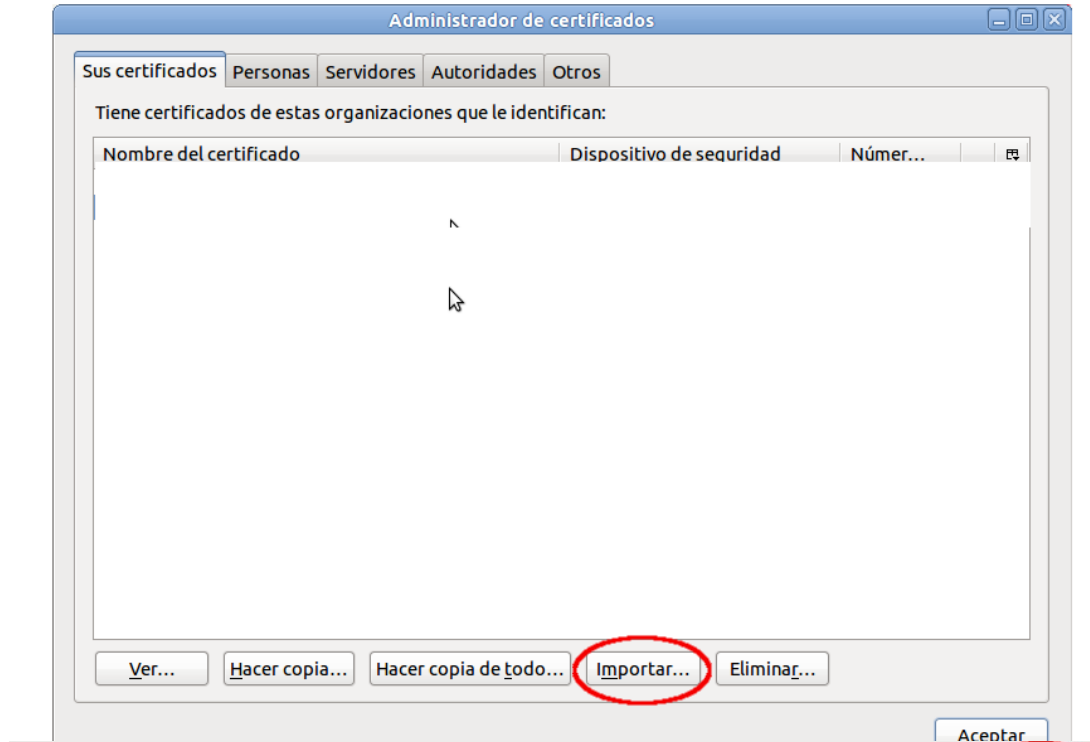 Administrador de certificados
Sus certificados Personas Servidores Autoridades Otros
Tiene certificados de estas organizaciones que le identifican:
Nombre del certificado Dispositivo de seguridad Númer...
Ver... Hacer copia... Hacer copia de todo... Importar... Eliminar...
Aceptar